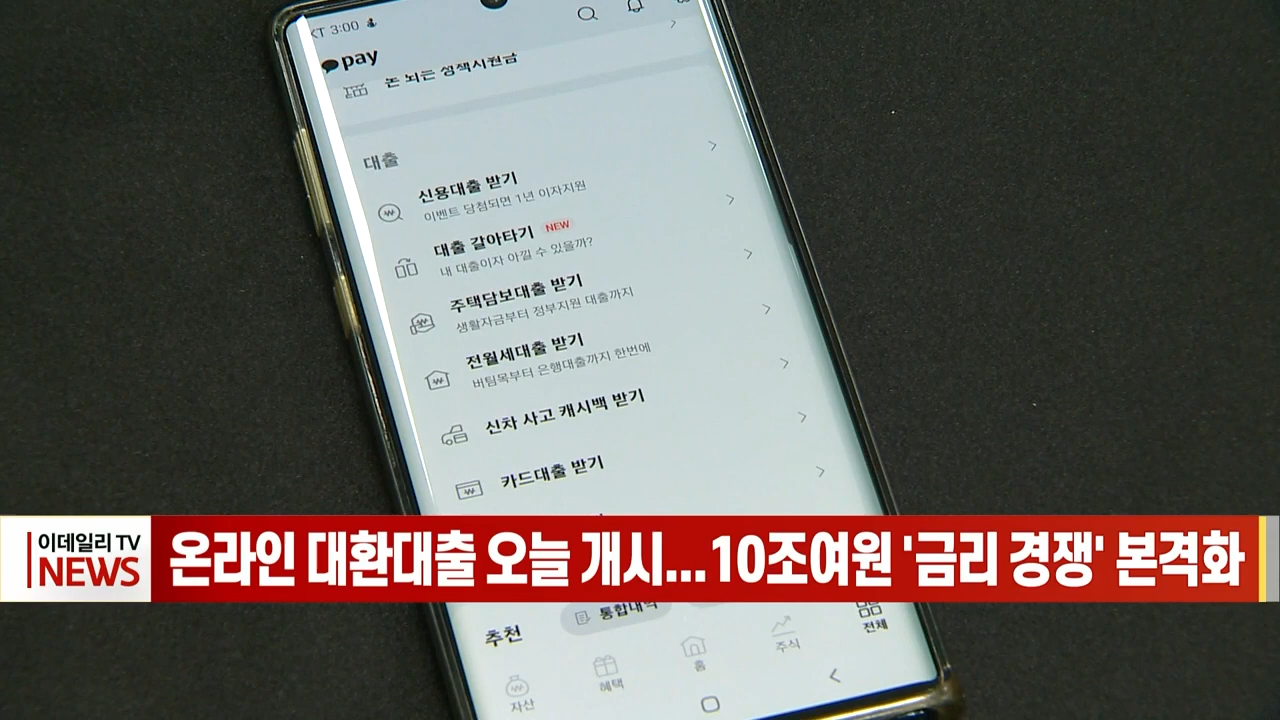 KT 3:00
pay
논 뇌는 정책지원금
대출
신용대출 받기
이벤트 당첨되면 1년 이자지원
대출 갈아타기 NEW
내 대출이자 아낄 수 있을까?
주택담보대출 받기
생활자금부터 정부지원 대출까지
전월세대출 받기
버팀목부터 은행대출까지 한번에
신차 사고 캐시백 받기
카드대출 받기
이데일리 TV
NEWS
온라인 대환대출 오늘 개시...10조여원 '금리 경쟁' 본격화
추천
통합내역
자산
혜택
홈
주식
전체